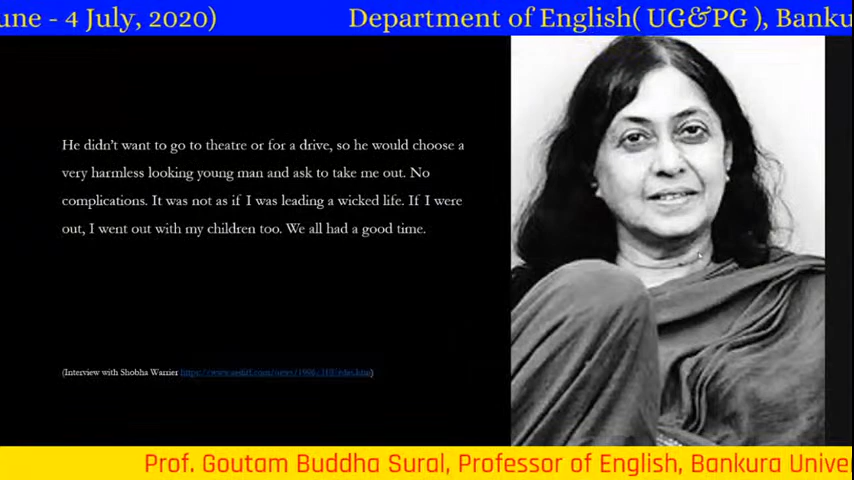 une - 4 July, 2020)
Department of English( UG&PG ), Banku
He didn't want to go to theatre or for a drive, so he would choose a
very harmless looking young man and ask to take me out. No
complications. It was not as if I was leading a wicked life. If I were
out, I went out with my children too. We all had a good time.
(Interview with Shobha Warrier
Prof. Goutam Buddha Sural, Professor of English, Bankura Unive